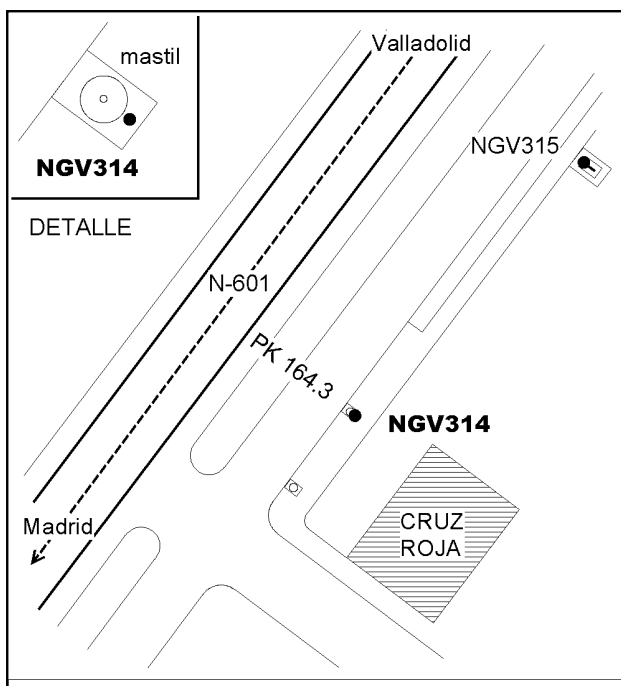 mastil
NGV314
DETALLE
Valladolid
NGV315
N-601
PK 164.3
NGV314
Madrid
CRUZ
ROJA